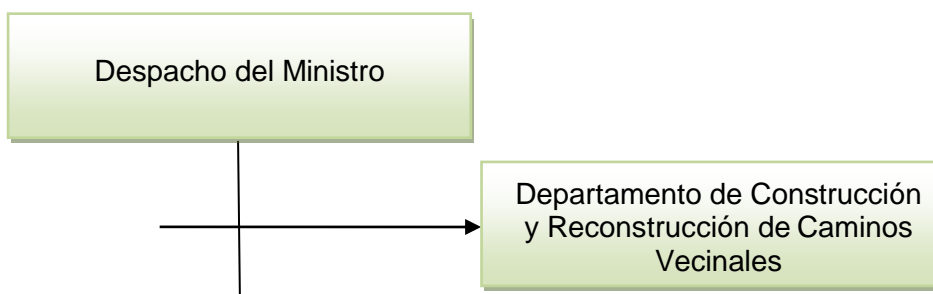 Despacho del Ministro
Departamento de Construcción
y Reconstrucción de Caminos
Vecinales